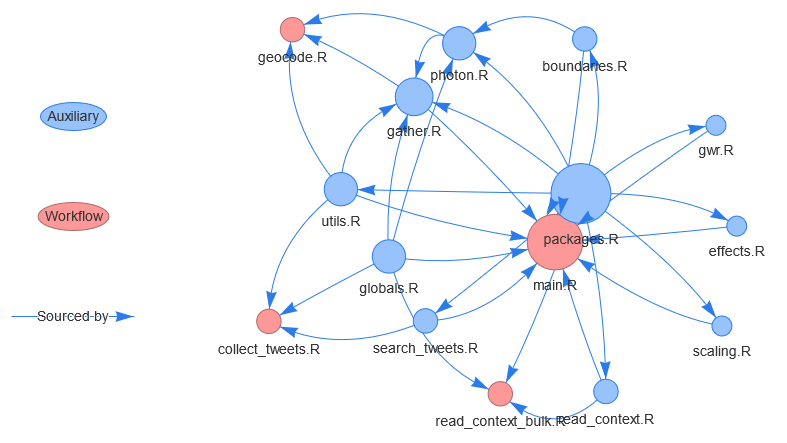 geocode.R
photon.R
boundaries.R
Auxiliary
gather.R
gwr.R
Workflow
utils.R
packages.R
effects.R
globals.R
main.R
Sourced by
collect_tweets.R
search_tweets.R
scaling.R
read_context_bulk.R
read_context.R